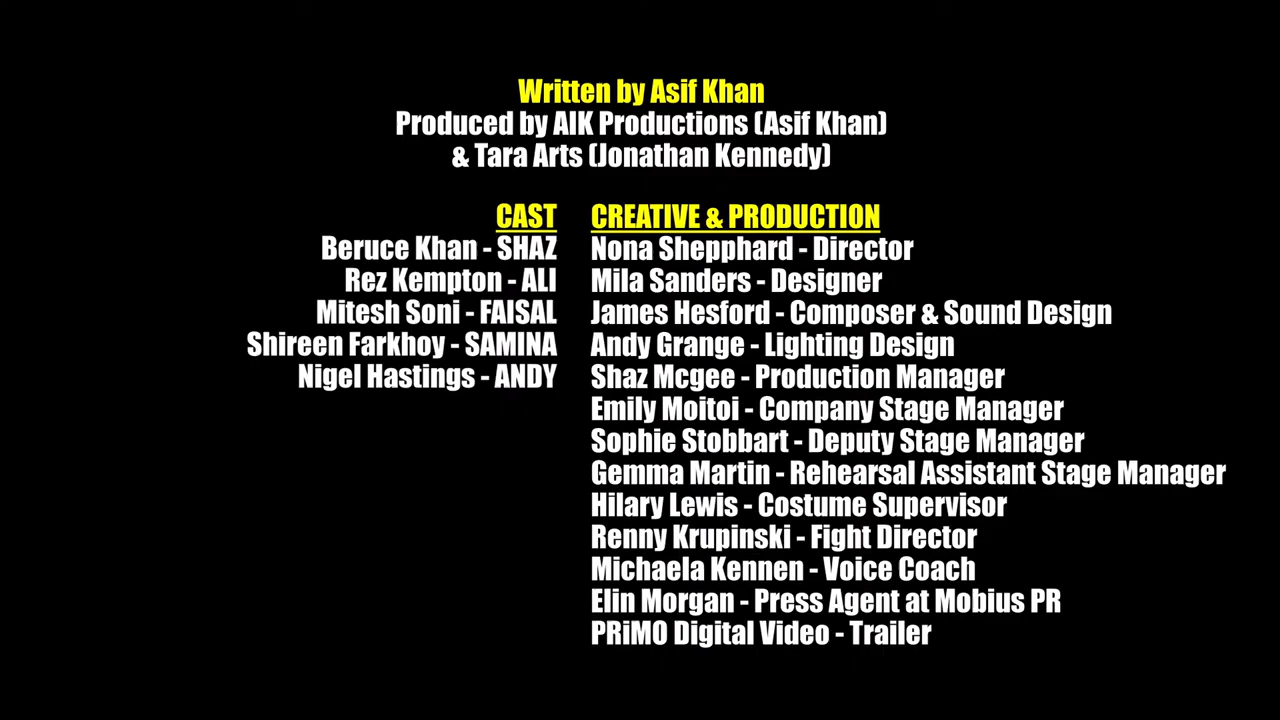 Written by Asif Khan
Produced by AIK Productions (Asif Khan)
& Tara Arts (Jonathan Kennedy)
CAST
Beruce Khan - SHAZ
Rez Kempton - ALI
Mitesh Soni - FAISAL
Shireen Farkhoy - SAMINA
Nigel Hastings - ANDY
CREATIVE & PRODUCTION
Nona Shepphard - Director
Mila Sanders - Designer
James Hesford - Composer & Sound Design
Andy Grange - Lighting Design
Shaz Mcgee - Production Manager
Emily Moitoi - Company Stage Manager
Sophie Stobbart - Deputy Stage Manager
Gemma Martin - Rehearsal Assistant Stage Manager
Hilary Lewis - Costume Supervisor
Renny Krupinski - Fight Director
Michaela Kennen - Voice Coach
Elin Morgan - Press Agent at Mobius PR
PRiMO Digital Video - Trailer